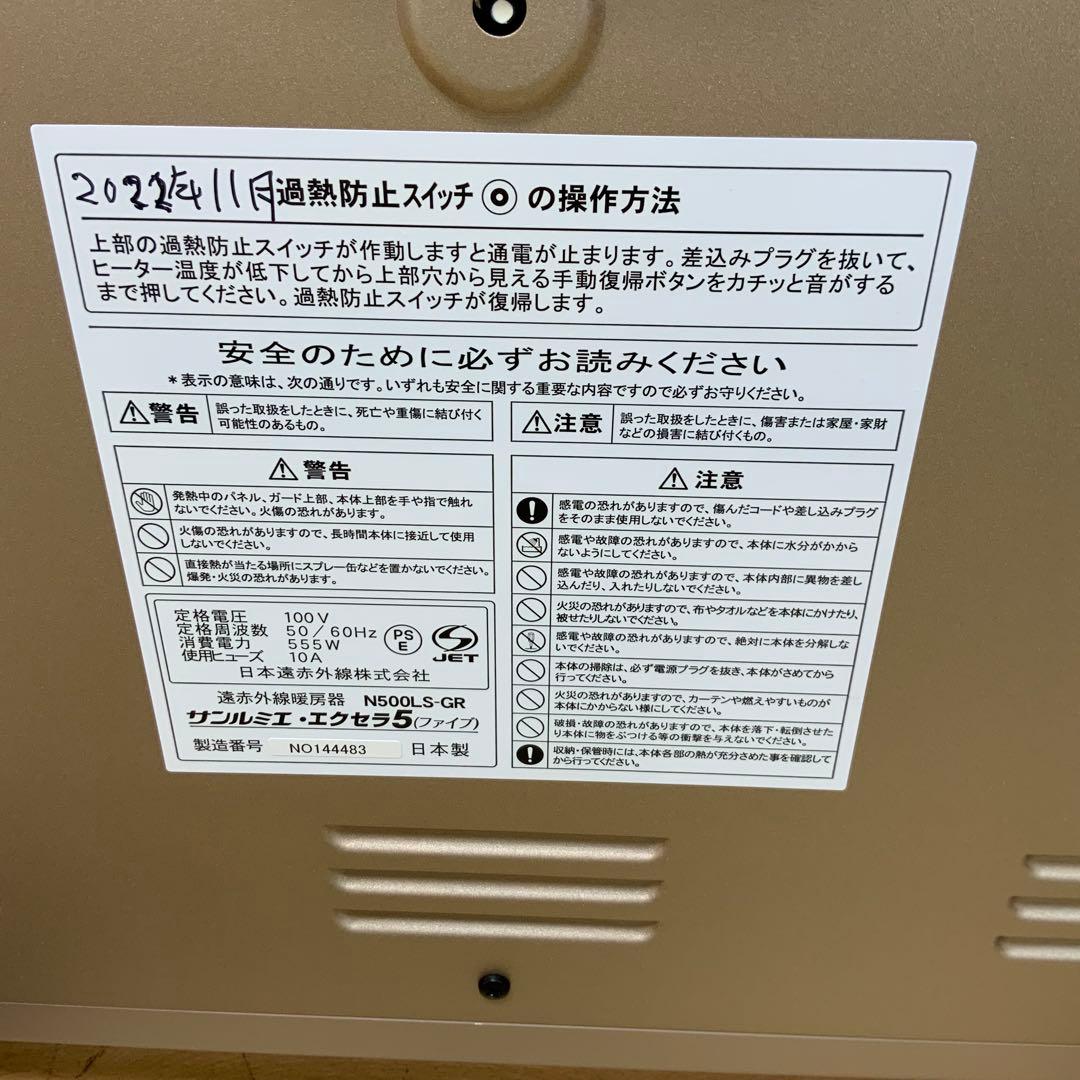 2022年11月過熱防止スイッチ◎の操作方法
上部の過熱防止スイッチが作動しますと通電が止まります。差込みプラグを抜いて、
ヒーター温度が低下してから上部穴から見える手動復帰ボタンをカチッと音がする
まで押してください。過熱防止スイッチが復帰します。
安全のために必ずお読みください
*表示の意味は、次の通りです。いずれも安全に関する重要な内容ですので必ずお守りください。
⚠警告
誤った取扱をしたときに、死亡や重傷に結び付く
可能性のあるもの。
⚠注意
誤った取扱をしたときに、傷害または家屋・家財
などの損害に結び付くもの。
⚠警告
発熱中のパネル、ガード上部、本体上部を手や指で触れ
ないでください。火傷の恐れがあります。
火傷の恐れがありますので、長時間本体に接近して使用
しないでください。
直接熱が当たる場所にスプレー缶などを置かないでください。
爆発・火災の恐れがあります。
定格電圧 100V
定格周波数 50/60Hz
消費電力 555W
使用ヒューズ 10A
PS
E
JET
日本遠赤外線株式会社
遠赤外線暖房器 N500LS-GR
サンルミエ・エクセラ5(ファイブ)
製造番号 NO144483 日本製
⚠注意
感電の恐れがありますので、傷んだコードや差し込みプラグ
をそのまま使用しないでください。
感電や故障の恐れがありますので、本体に水分がかから
ないようにしてください。
感電や故障の恐れがありますので、本体内部に異物を差し
込んだり、入れたりしないでください。
火災の恐れがありますので、布やタオルなどを本体にかけたり、
被せたりしないでください。
感電や故障の恐れがありますので、絶対に本体を分解しな
いでください。
本体の掃除は、必ず電源プラグを抜き、本体がさめてから
行ってください。
火災の恐れがありますので、カーテンや燃えやすいものが
本体にかからない様にしてください。
破損・故障の恐れがありますので、本体を落下・転倒させた
り本体に物をぶつける等の衝撃を与えないでください。
収納・保管時には、本体各部の熱が充分さめた事を確認して
から行ってください。